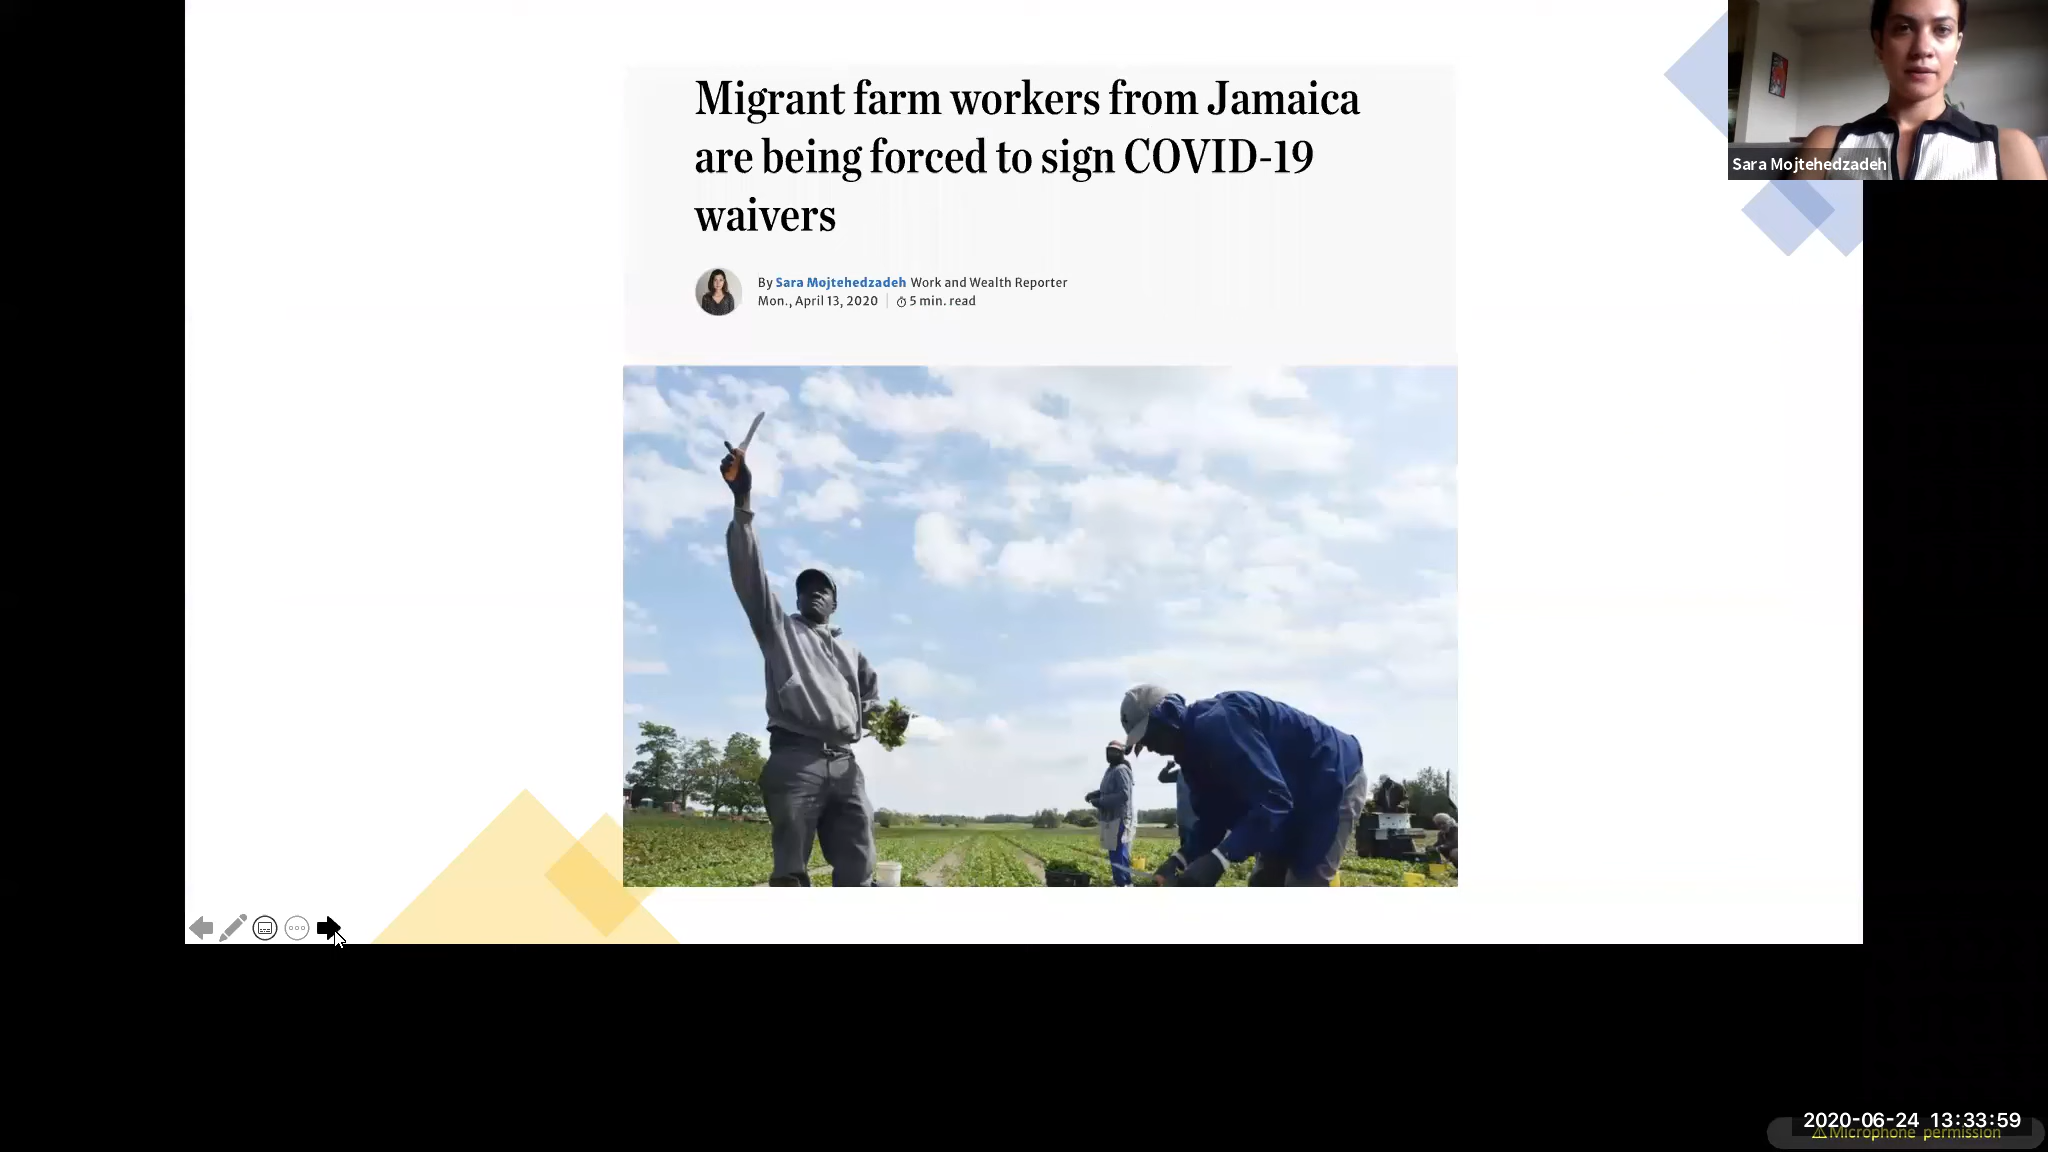 Migrant farm workers from Jamaica
are being forced to sign COVID-19
waivers
By Sara Mojtehedzadeh Work and Wealth Reporter
Mon., April 13, 2020 | 5 min. read
Sara Mojtehedzadeh
2020-06-24 13:33:59
⚠Microphone permission